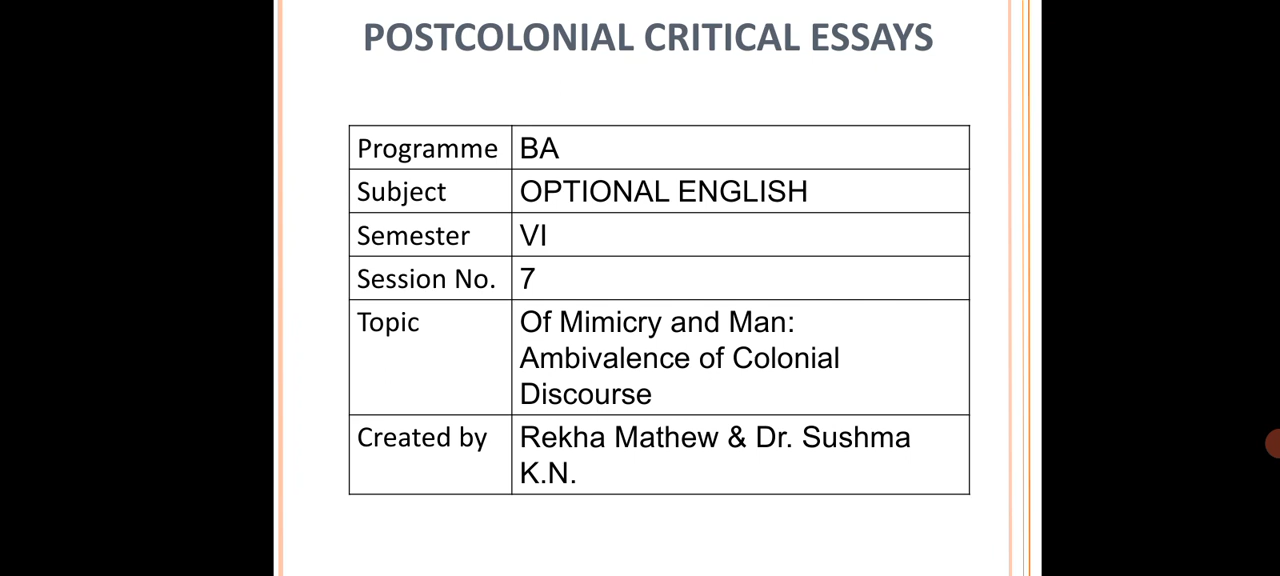 POSTCOLONIAL CRITICAL ESSAYS
Programme BA
Subject OPTIONAL ENGLISH
Semester VI
Session No. 7
Topic Of Mimicry and Man:
Ambivalence of Colonial
Discourse
Created by Rekha Mathew & Dr. Sushma
K.N.